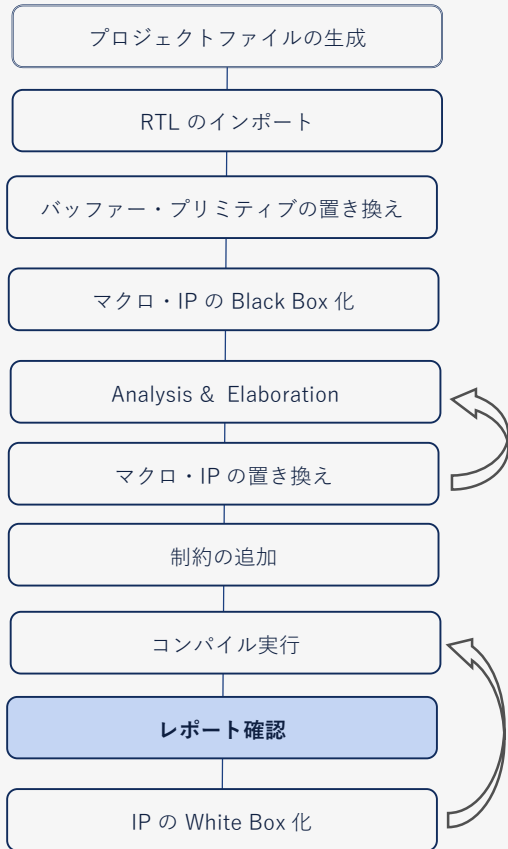 プロジェクトファイルの生成
RTL のインポート
バッファー・プリミティブの置き換え
マクロ・IP の Black Box 化
Analysis & Elaboration
マクロ・IP の置き換え
制約の追加
コンパイル実行
レポート確認
IP の White Box 化